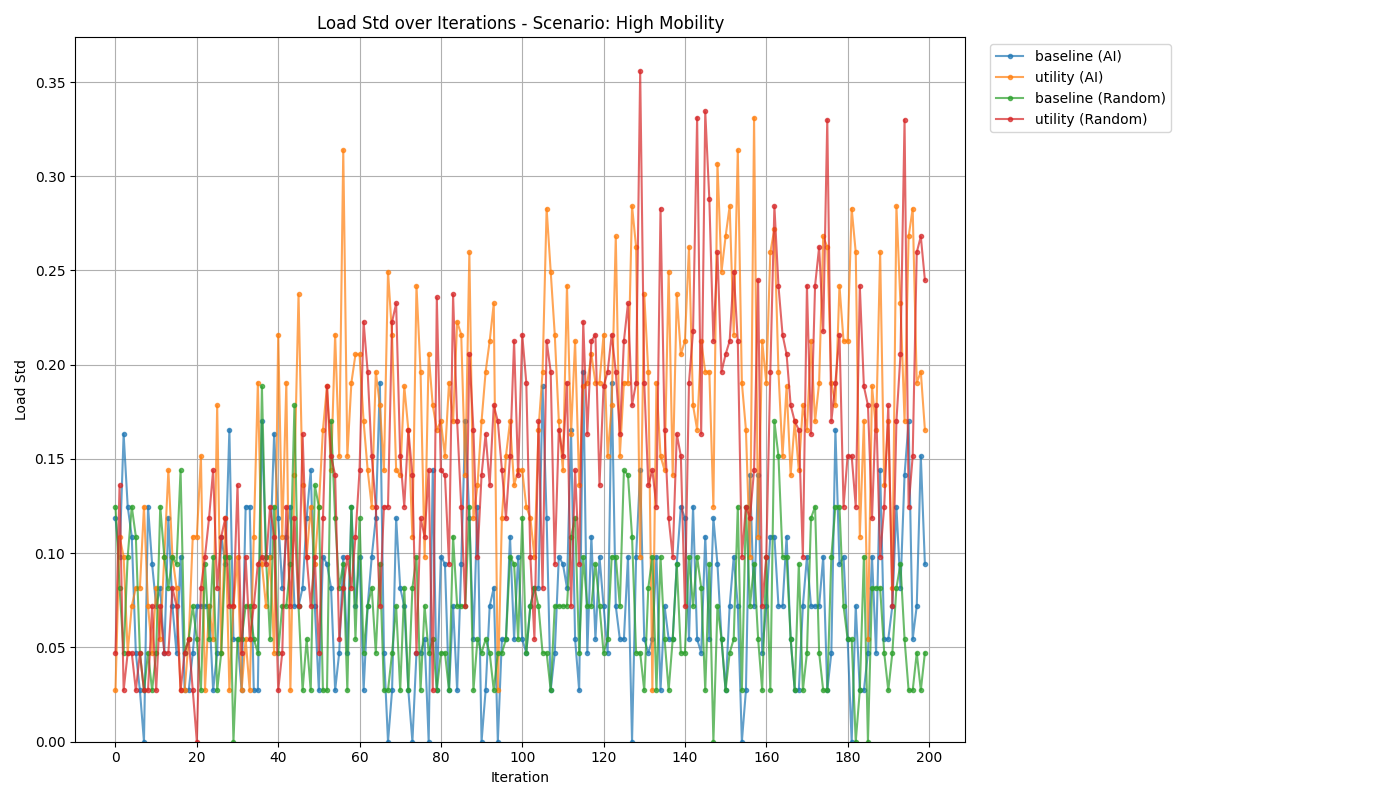 Load Std over Iterations - Scenario: High Mobility
baseline (AI)
utility (AI)
baseline (Random)
utility (Random)
Load Std
0.35
0.30
0.25
0.20
0.15
0.10
0.05
0.00
0 20 40 60 80 100 120 140 160 180 200
Iteration